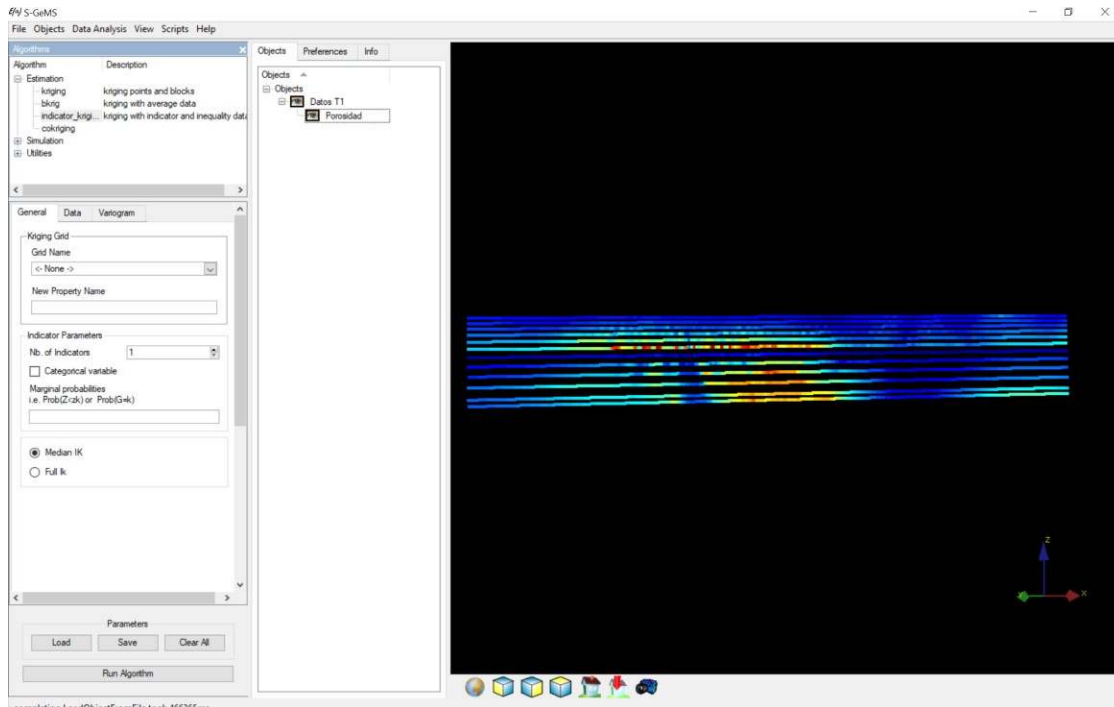 S-GeMS
File Objects Data Analysis View Scripts Help
Algorithms
Algorithm Description
Estimation
kriging kriging points and blocks
bkrig kriging with average data
indicator_krigi... kriging with indicator and inequality data
cokriging
Simulation
Utilities
General Data Variogram
Kriging Grid
Grid Name
<- None ->
New Property Name
Indicator Parameters
Nb. of Indicators 1
Categorical variable
Marginal probabilities
i.e. Prob(Z<zk) or Prob(G=k)
Median IK
Full Ik
Parameters
Load Save Clear All
Run Algorithm
Objects Preferences Info
Objects
Objects
Datos T1
Porosidad
z
x